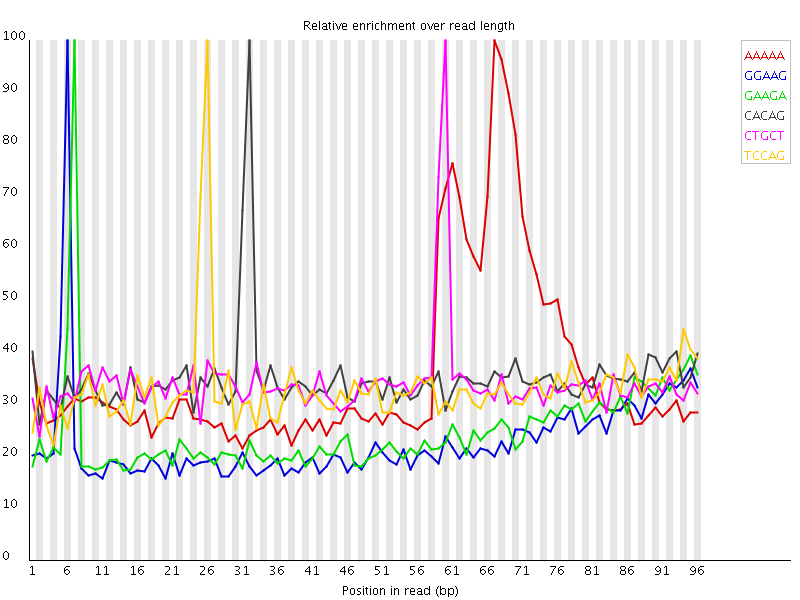 Relative enrichment over read length
100
90
80
70
60
50
40
30
20
10
0
AAAAA
GGAAG
GAAGA
CACAG
CTGCT
TCCAG
1 6 11 16 21 26 31 36 41 46 51 56 61 66 71 76 81 86 91 96
Position in read (bp)